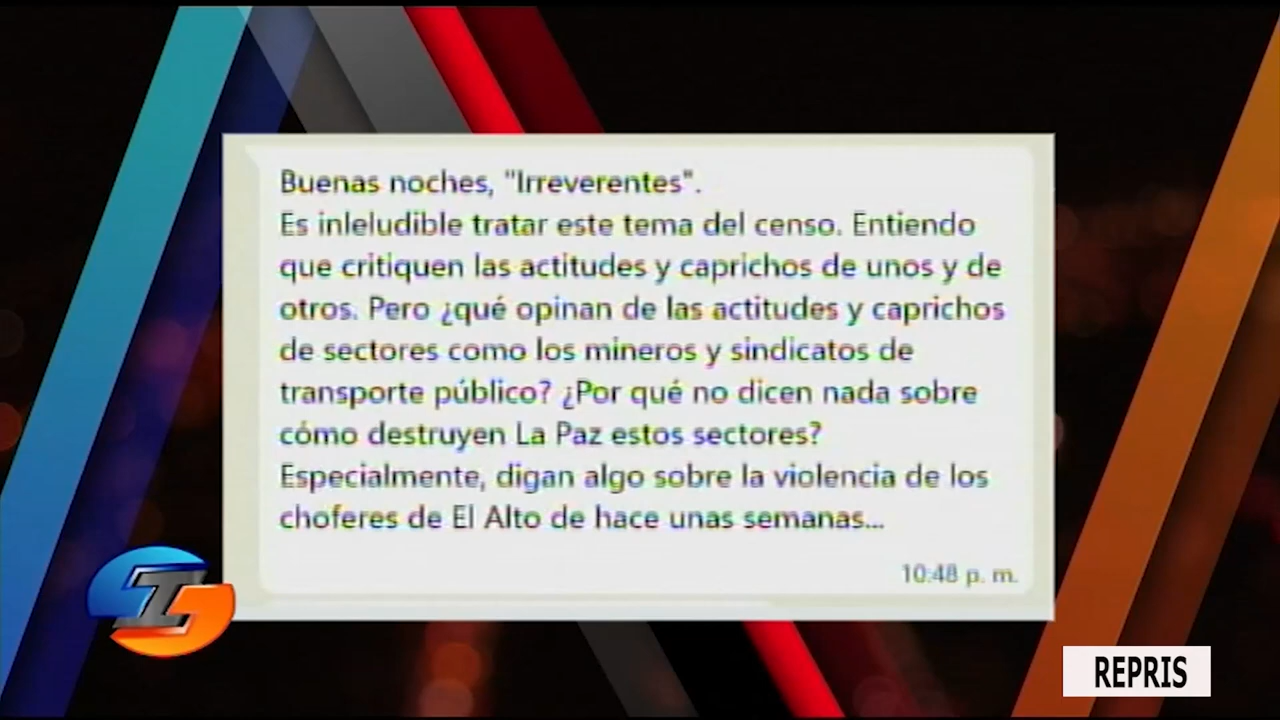 Buenas noches, "Irreverentes".
Es inleludible tratar este tema del censo. Entiendo
que critiquen las actitudes y caprichos de unos y de
otros. Pero ¿qué opinan de las actitudes y caprichos
de sectores como los mineros y sindicatos de
transporte público? ¿Por qué no dicen nada sobre
cómo destruyen La Paz estos sectores?
Especialmente, digan algo sobre la violencia de los
choferes de El Alto de hace unas semanas...
10:48 p. m.
I
REPRIS